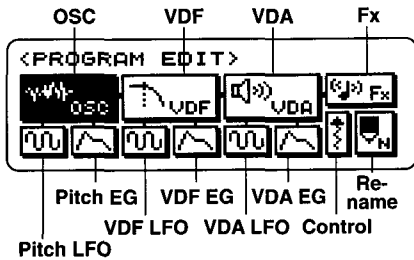 OSC VDF VDA Fx
<PROGRAM EDIT>
OSC VDF VDA Fx
N
Pitch EG VDF EG VDA EG Re-
name
VDF LFO VDA LFO Control
Pitch LFO